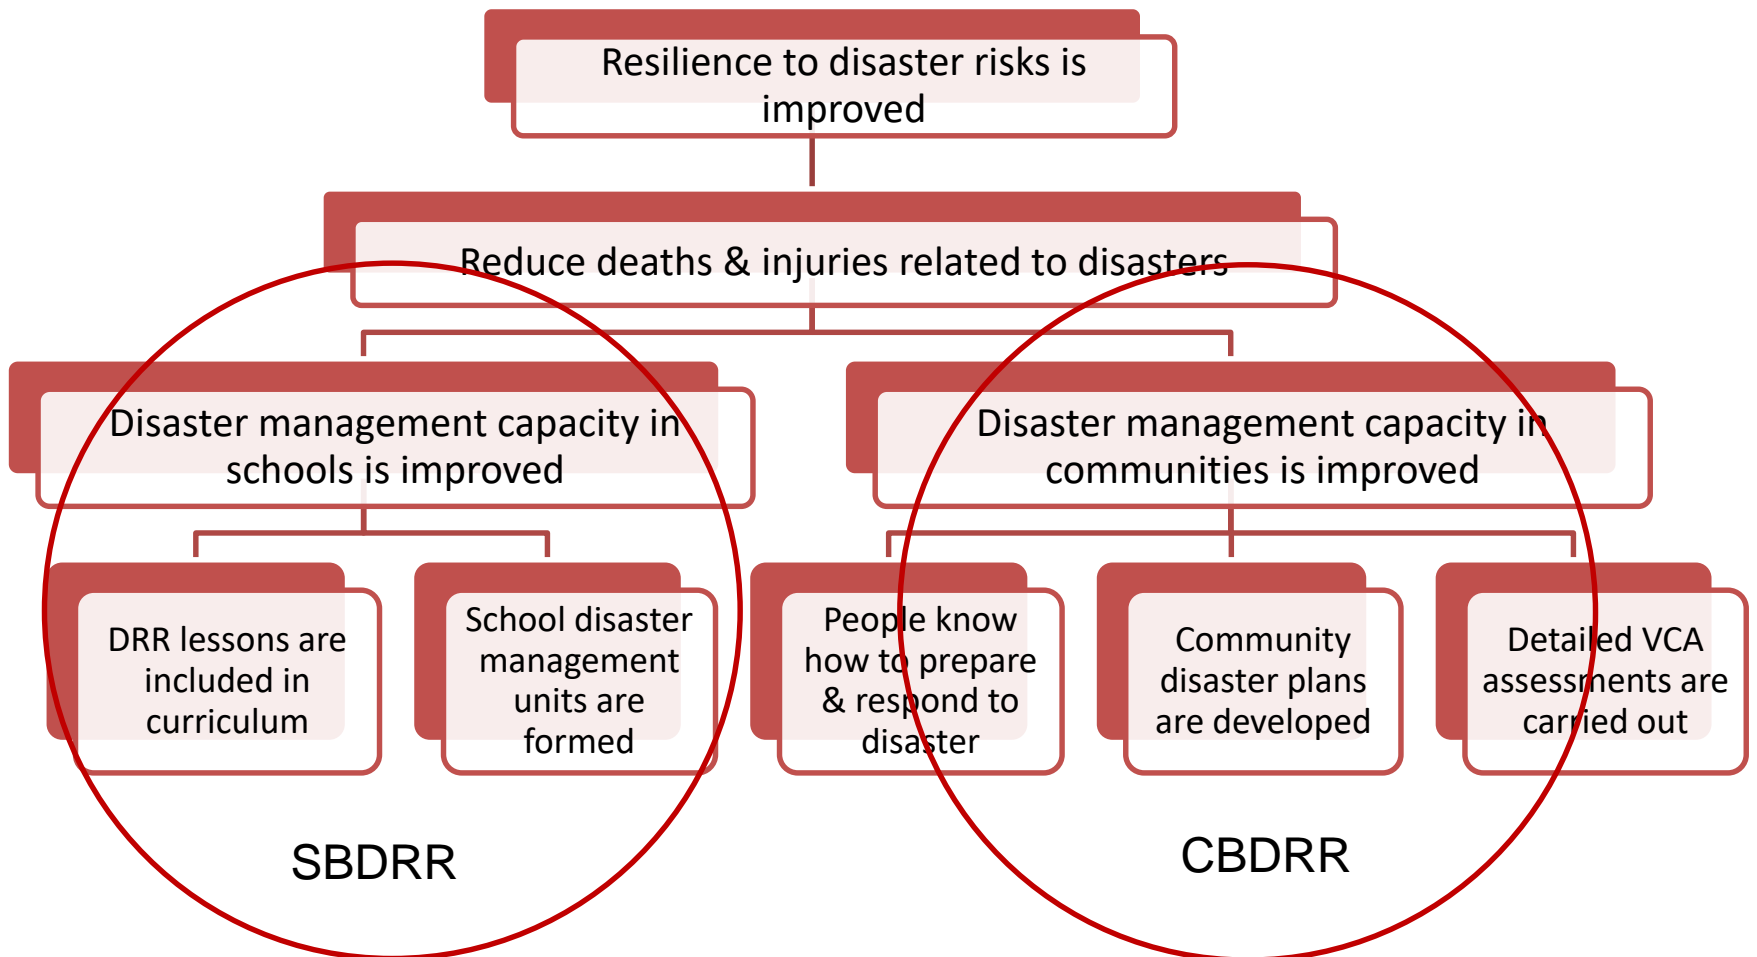 Resilience to disaster risks is
improved
Reduce deaths & injuries related to disasters
Disaster management capacity in
schools is improved
Disaster management capacity in
communities is improved
DRR lessons are
included in
curriculum
School disaster
management
units are
formed
People know
how to prepare
& respond to
disaster
Community
disaster plans
are developed
Detailed VCA
assessments are
carried out
SBDRR
CBDRR